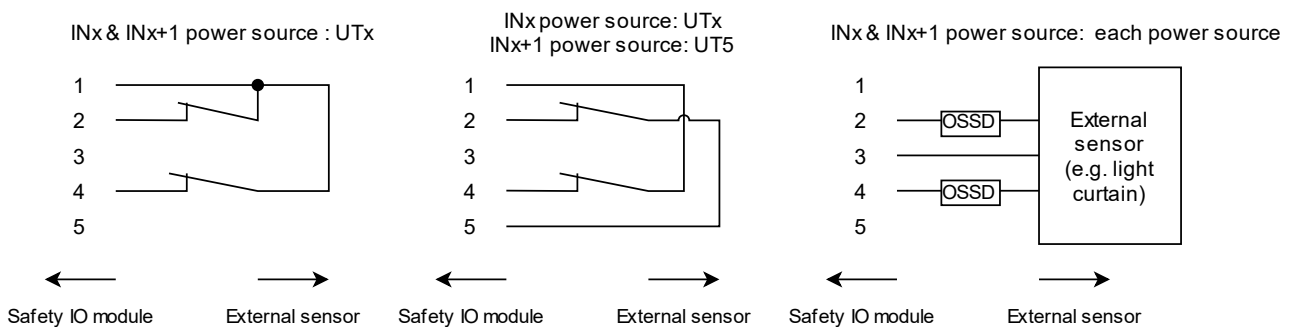 INx & INx+1 power source : UTx
1
2
3
4
5
Safety IO module
External sensor
INx power source: UTx
INx+1 power source: UT5
1
2
3
4
5
Safety IO module
External sensor
INx & INx+1 power source: each power source
1
2
3
4
5
OSSD
OSSD
External
sensor
(e.g. light
curtain)
Safety IO module
External sensor